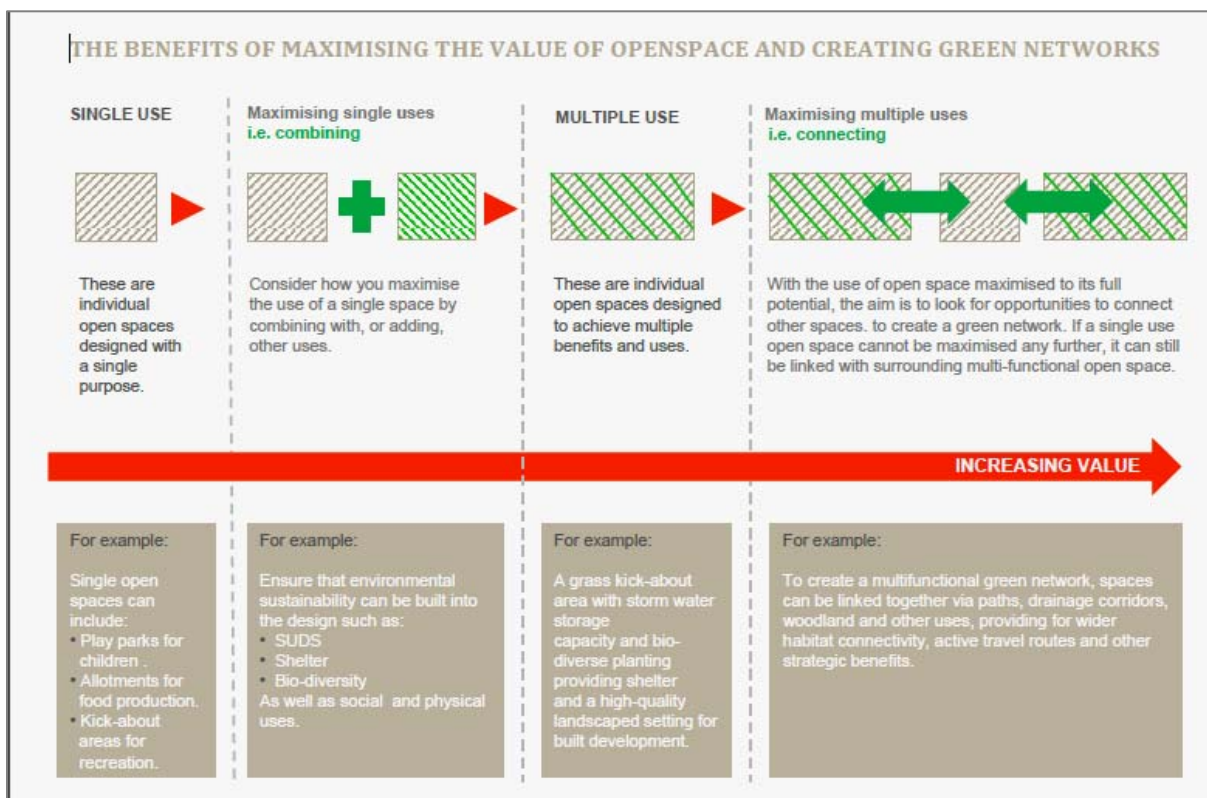 THE BENEFITS OF MAXIMISING THE VALUE OF OPENSPACE AND CREATING GREEN NETWORKS
SINGLE USE
These are
individual
open spaces
designed with
a single
purpose.
Maximising single uses
i.e. combining
Consider how you maximise
the use of a single space by
combining with, or adding,
other uses.
MULTIPLE USE
These are individual
open spaces designed
to achieve multiple
benefits and uses.
Maximising multiple uses
i.e. connecting
With the use of open space maximised to its full
potential, the aim is to look for opportunities to connect
other spaces. to create a green network. If a single use
open space cannot be maximised any further, it can still
be linked with surrounding multi-functional open space.
INCREASING VALUE
For example:
Single open
spaces can
include:
• Play parks for
children .
• Allotments for
food production.
• Kick-about
areas for
recreation.
For example:
Ensure that environmental
sustainability can be built into
the design such as:
• SUDS
• Shelter
• Bio-diversity
As well as social and physical
uses.
For example:
A grass kick-about
area with storm water
storage
capacity and bio-
diverse planting
providing shelter
and a high-quality
landscaped setting for
built development.
For example:
To create a multifunctional green network, spaces
can be linked together via paths, drainage corridors,
woodland and other uses, providing for wider
habitat connectivity, active travel routes and other
strategic benefits.